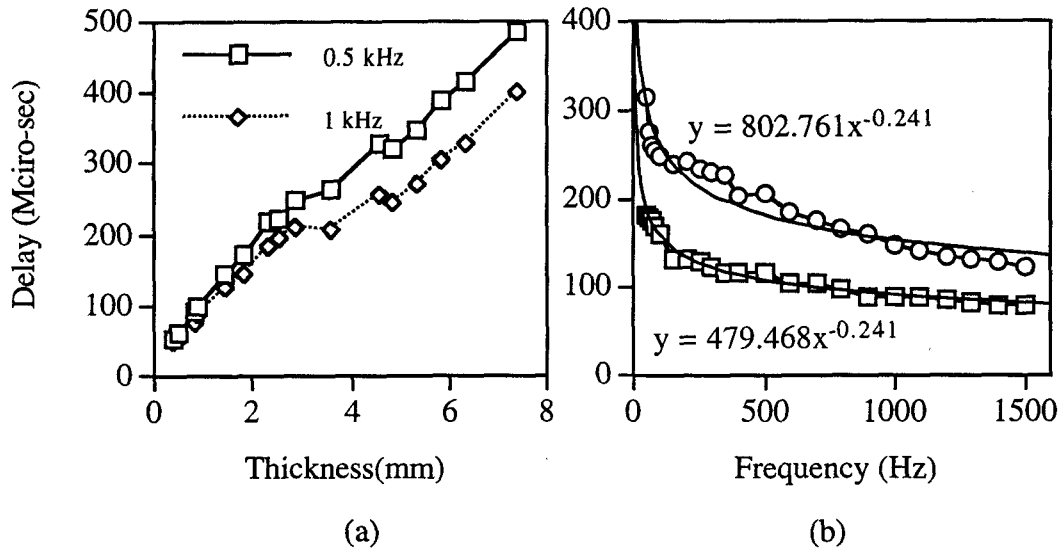 500
400
300
200
100
0
0 2 4 6 8
Delay (Mciro-sec)
Thickness(mm)
0.5 kHz
1 kHz
(a)
400
300
200
100
0
0 500 1000 1500
Frequency (Hz)
y = 802.761x^-0.241
y = 479.468x^-0.241
(b)